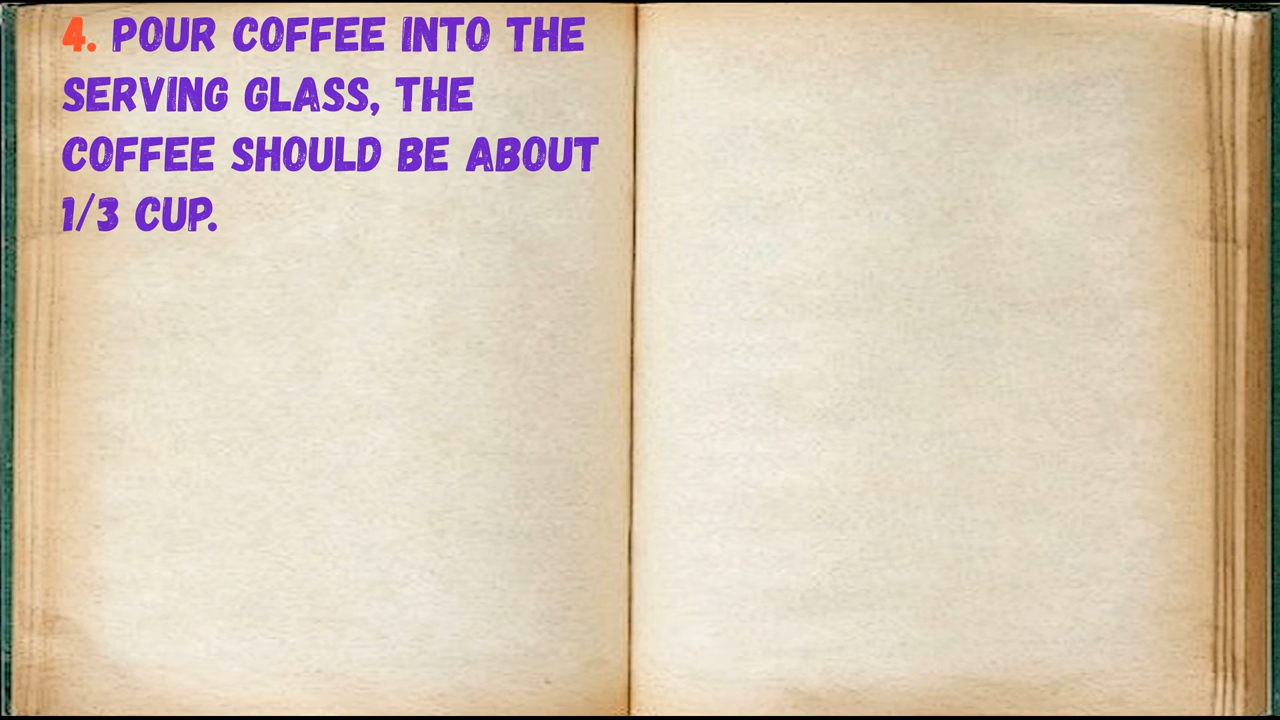 4. POUR COFFEE INTO THE
SERVING GLASS, THE
COFFEE SHOULD BE ABOUT
1/3 CUP.